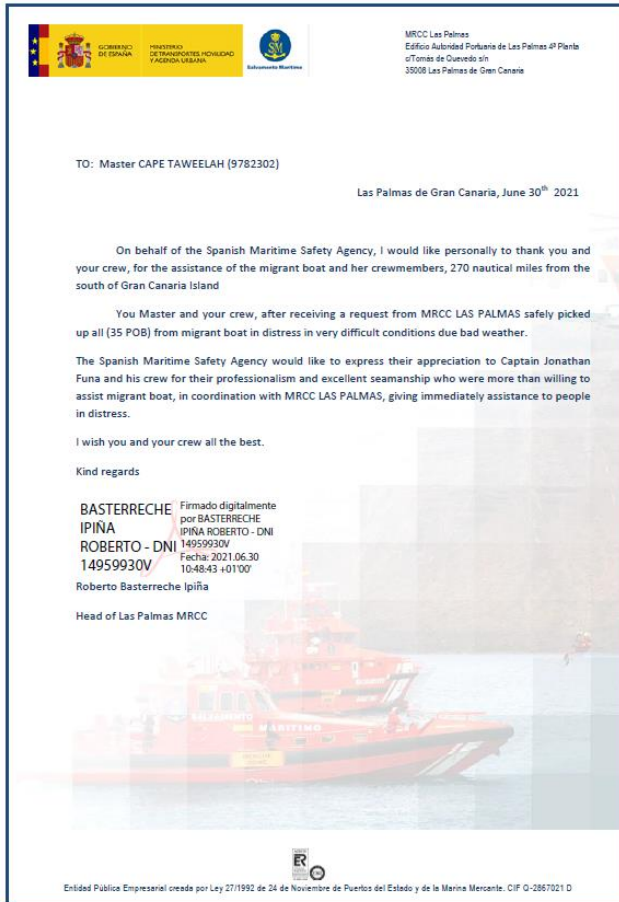 GOBIERNO
DE ESPAÑA
MINISTERIO
DE TRANSPORTES, MOVILIDAD
Y AGENDA URBANA
SM
Salvamento Marítimo
MRCC Las Palmas
Edificio Autoridad Portuaria de Las Palmas 4ª Planta
c/Tomás de Quevedo s/n
35008 Las Palmas de Gran Canaria
TO: Master CAPE TAWEELAH (9782302)
Las Palmas de Gran Canaria, June 30th 2021
On behalf of the Spanish Maritime Safety Agency, I would like personally to thank you and
your crew, for the assistance of the migrant boat and her crewmembers, 270 nautical miles from the
south of Gran Canaria Island
You Master and your crew, after receiving a request from MRCC LAS PALMAS safely picked
up all (35 POB) from migrant boat in distress in very difficult conditions due bad weather.
The Spanish Maritime Safety Agency would like to express their appreciation to Captain Jonathan
Funa and his crew for their professionalism and excellent seamanship who were more than willing to
assist migrant boat, in coordination with MRCC LAS PALMAS, giving immediately assistance to people
in distress.
I wish you and your crew all the best.
Kind regards
BASTERRECHE
IPIÑA
ROBERTO - DNI
14959930V
Firmado digitalmente
por BASTERRECHE
IPIÑA ROBERTO - DNI
14959930V
Fecha: 2021.06.30
10:48:43 +01'00'
Roberto Basterreche Ipiña
Head of Las Palmas MRCC
SALVAMENTO
MARÍTIMO
ER
Entidad Pública Empresarial creada por Ley 27/1992 de 24 de Noviembre de Puertos del Estado y de la Marina Mercante. CIF Q-2867021 D